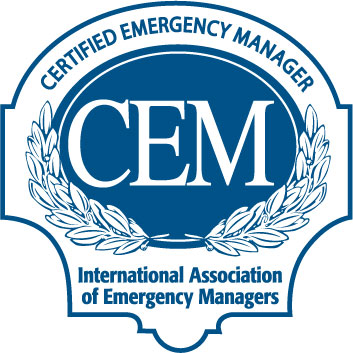 CERTIFIED EMERGENCY MANAGER
CEM
International Association
of Emergency Managers